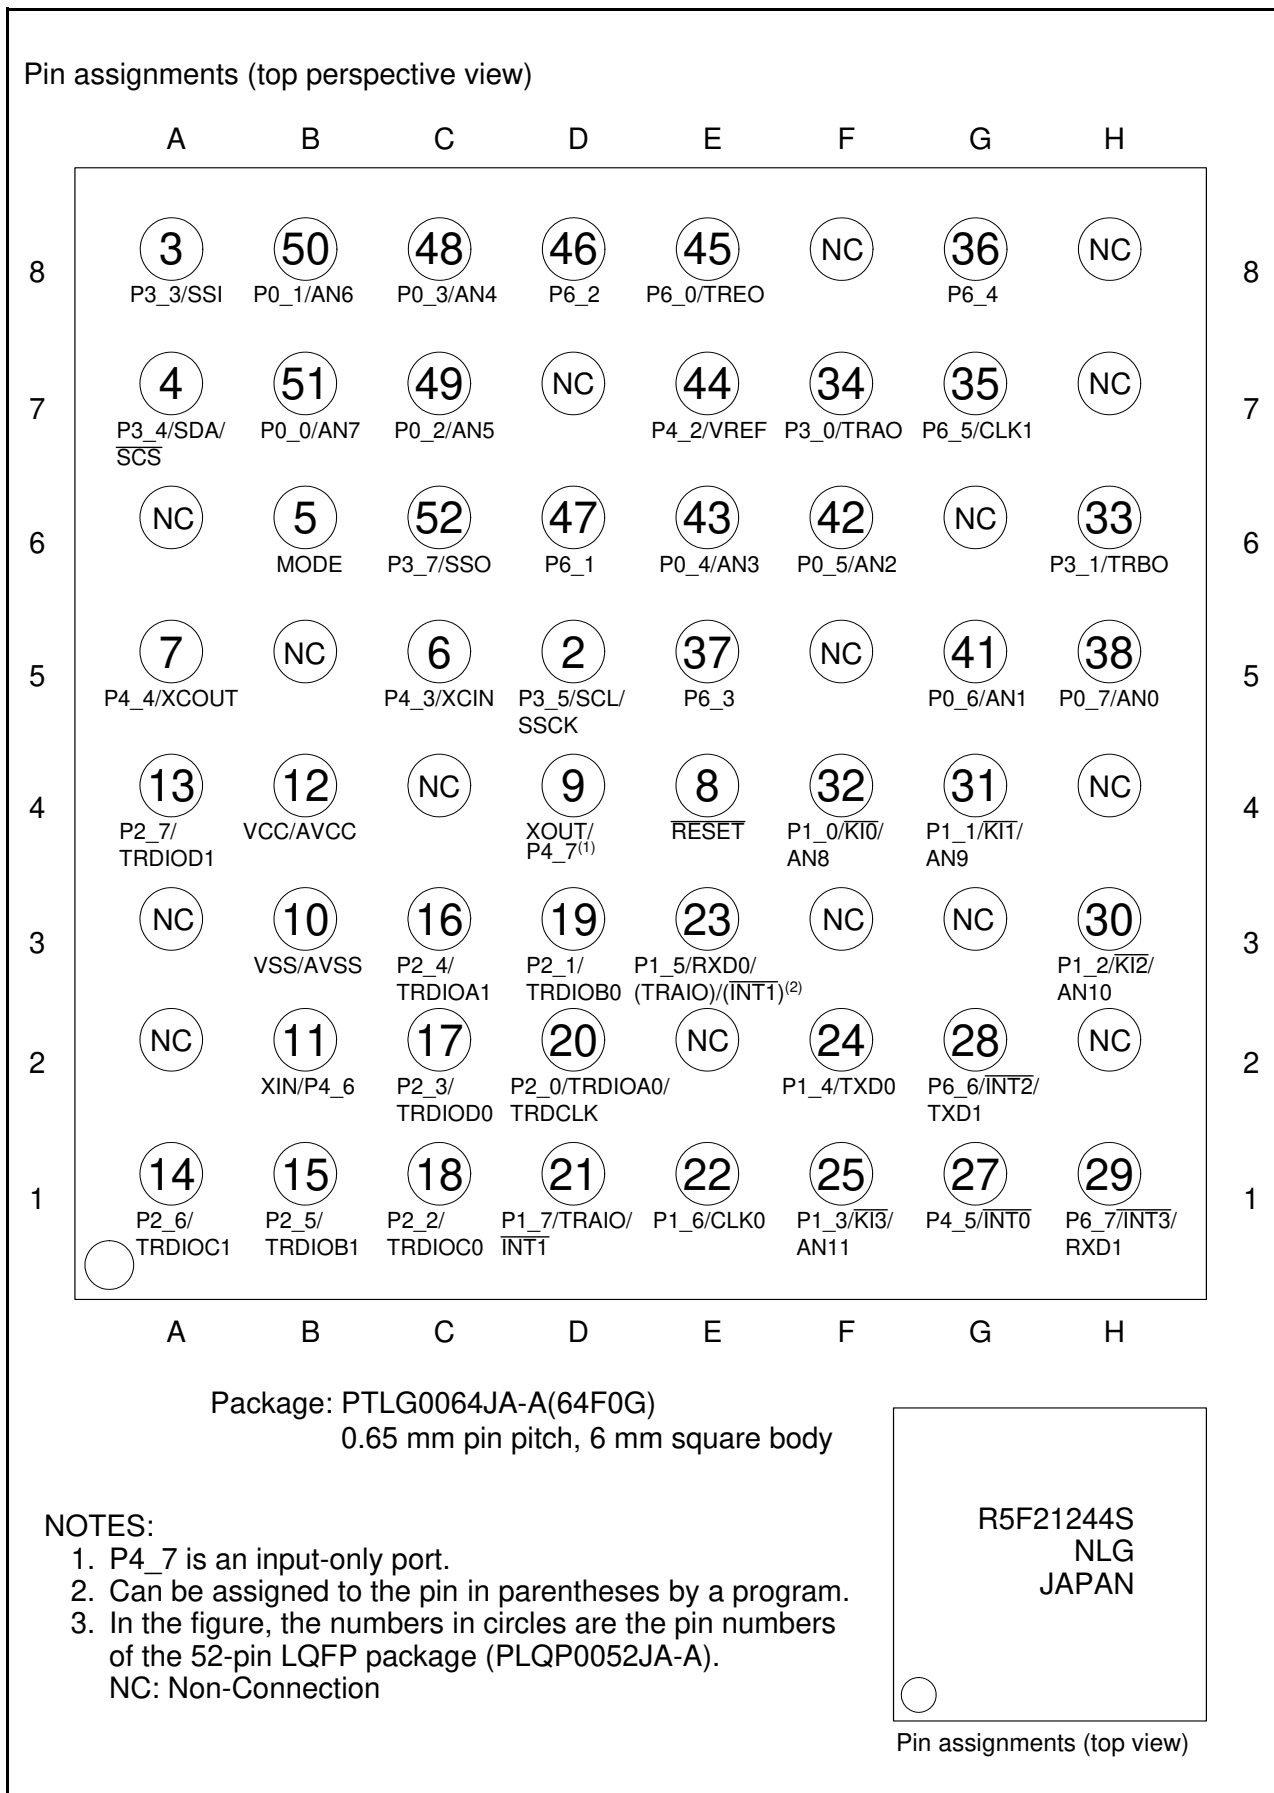 Pin assignments (top perspective view)
A B C D E F G H
8 3 50 48 46 45 NC 36 NC 8
P3_3/SSI P0_1/AN6 P0_3/AN4 P6_2 P6_0/TREO P6_4
7 4 51 49 NC 44 34 35 NC 7
P3_4/SDA/ P0_0/AN7 P0_2/AN5 P4_2/VREF P3_0/TRAO P6_5/CLK1
SCS
6 NC 5 52 47 43 42 NC 33 6
MODE P3_7/SSO P6_1 P0_4/AN3 P0_5/AN2 P3_1/TRBO
5 7 NC 6 2 37 NC 41 38 5
P4_4/XCOUT P4_3/XCIN P3_5/SCL/ P6_3 P0_6/AN1 P0_7/AN0
SSCK
4 13 12 NC 9 8 32 31 NC 4
P2_7/ VCC/AVCC XOUT/ RESET P1_0/KI0/ P1_1/KI1/
TRDIOD1 P4_7(1) AN8 AN9
3 NC 10 16 19 23 NC NC 30 3
VSS/AVSS P2_4/ P2_1/ P1_5/RXD0/ P1_2/KI2/
TRDIOA1 TRDIOB0 (TRAIO)/(INT1)(2) AN10
2 NC 11 17 20 NC 24 28 NC 2
XIN/P4_6 P2_3/ P2_0/TRDIOA0/ P1_4/TXD0 P6_6/INT2/
TRDIOD0 TRDCLK TXD1
1 14 15 18 21 22 25 27 29 1
P2_6/ P2_5/ P2_2/ P1_7/TRAIO/ P1_6/CLK0 P1_3/KI3/ P4_5/INT0 P6_7/INT3/
TRDIOC1 TRDIOB1 TRDIOC0 INT1 AN11 RXD1
A B C D E F G H
Package: PTLG0064JA-A(64F0G)
0.65 mm pin pitch, 6 mm square body
NOTES:
1. P4_7 is an input-only port.
2. Can be assigned to the pin in parentheses by a program.
3. In the figure, the numbers in circles are the pin numbers
of the 52-pin LQFP package (PLQP0052JA-A).
NC: Non-Connection
R5F21244S
NLG
JAPAN
Pin assignments (top view)